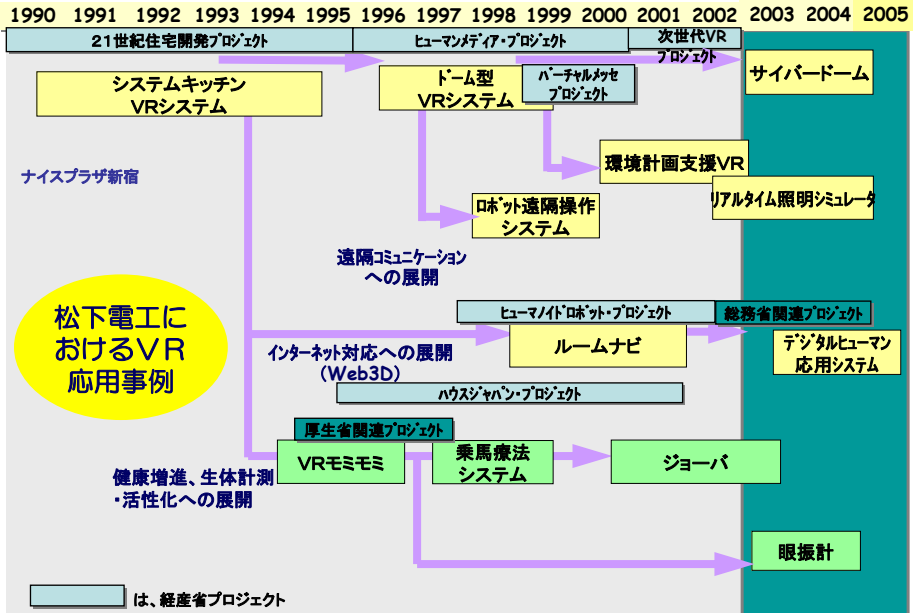 1990 1991 1992 1993 1994 1995 1996 1997 1998 1999 2000 2001 2002 2003 2004 2005
21世紀住宅開発プロジェクト
ヒューマンメディア・プロジェクト
次世代VR
プロジェクト
システムキッチン
VRシステム
ドーム型
VRシステム
バーチャルメッセ
プロジェクト
サイバードーム
ナイスプラザ新宿
環境計画支援VR
リアルタイム照明シミュレータ
ロボット遠隔操作
システム
遠隔コミュニケーション
への展開
松下電工に
おけるVR
応用事例
ヒューマノイドロボット・プロジェクト
総務省関連プロジェクト
インターネット対応への展開
(Web3D)
ルームナビ
デジタルヒューマン
応用システム
ハウスジャパン・プロジェクト
厚生省関連プロジェクト
VRモミモミ
乗馬療法
システム
ジョーバ
健康増進、生体計測
・活性化への展開
眼振計
は、経産省プロジェクト